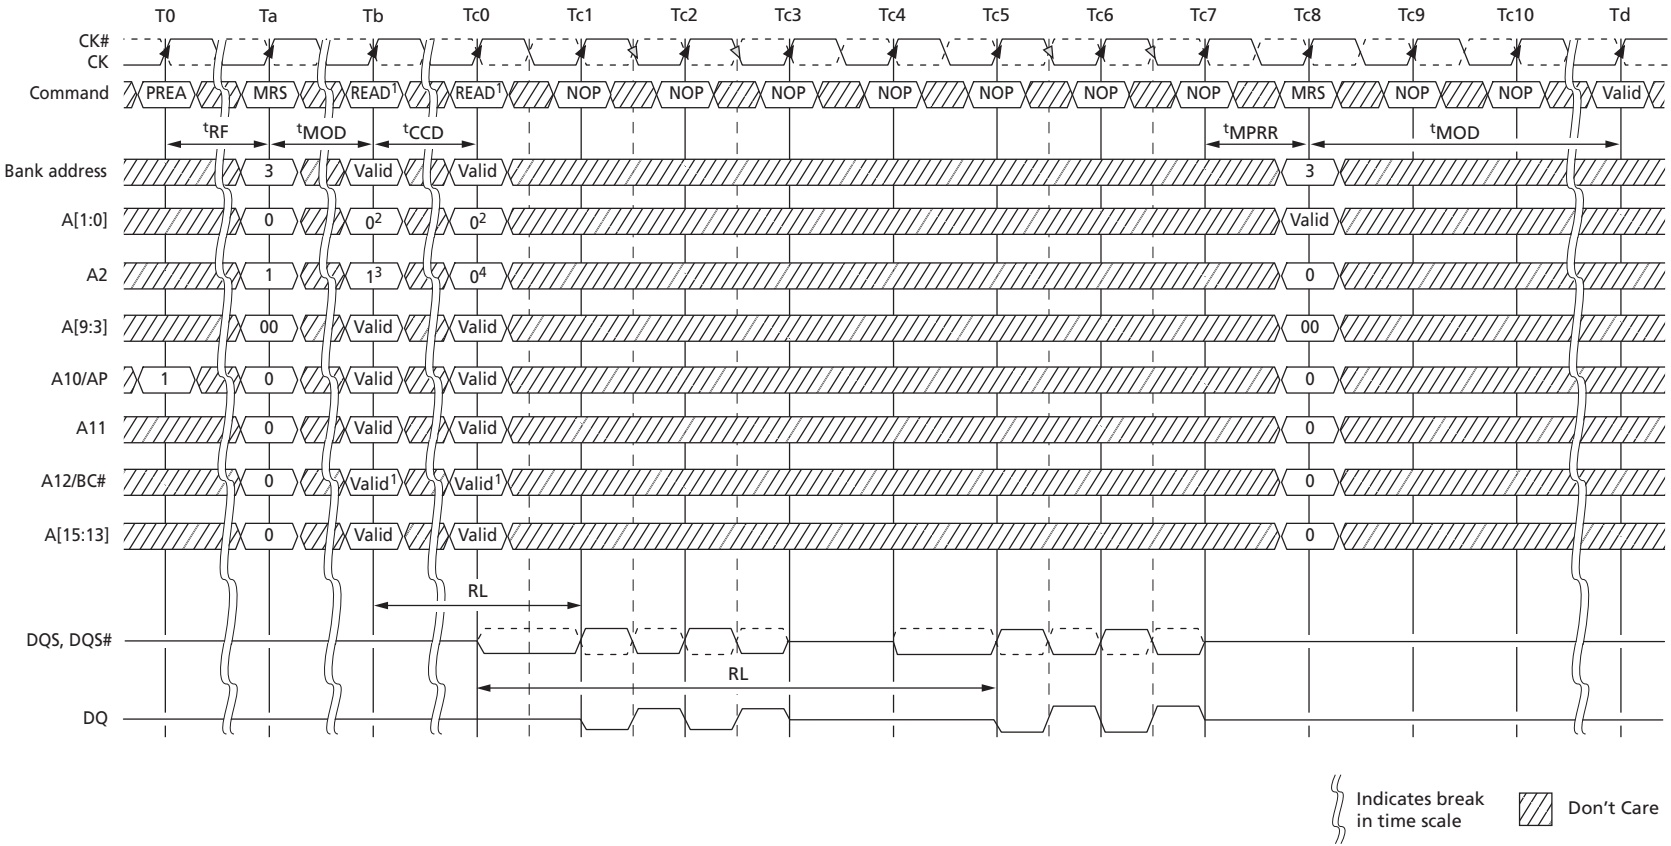 T0 Ta Tb Tc0 Tc1 Tc2 Tc3 Tc4 Tc5 Tc6 Tc7 Tc8 Tc9 Tc10 Td
CK#
CK
Command PREA MRS READ1 READ1 NOP NOP NOP NOP NOP NOP NOP MRS NOP NOP Valid
tRF tMOD tCCD tMPRR tMOD
Bank address 3 Valid Valid 3
A[1:0] 0 02 02 Valid
A2 1 13 04 0
A[9:3] 00 Valid Valid 00
A10/AP 1 0 Valid Valid 0
A11 0 Valid Valid 0
A12/BC# 0 Valid1 Valid1 0
A[15:13] 0 Valid Valid 0
RL
DQS, DQS#
RL
DQ
Indicates break
in time scale
Don't Care